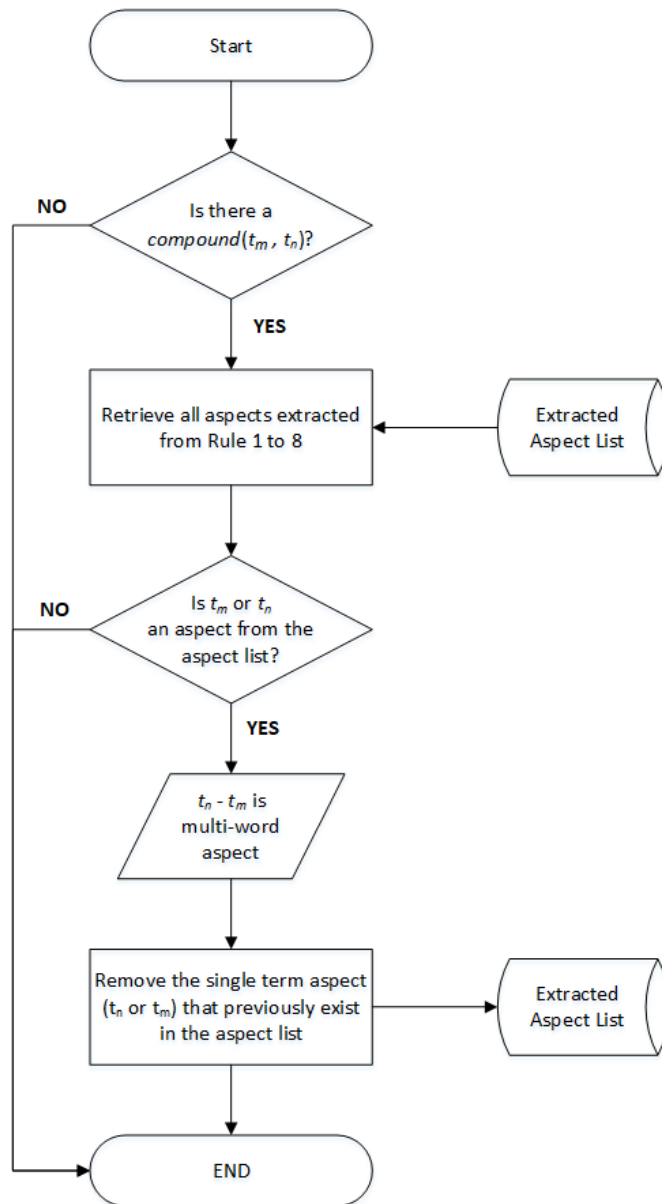 Start
NO
Is there a
compound(tₘ , tₙ)?
YES
Retrieve all aspects extracted
from Rule 1 to 8
Extracted
Aspect List
NO
Is tₘ or tₙ
an aspect from the
aspect list?
YES
tₙ - tₘ is
multi-word
aspect
Remove the single term aspect
(tₙ or tₘ) that previously exist
in the aspect list
Extracted
Aspect List
END